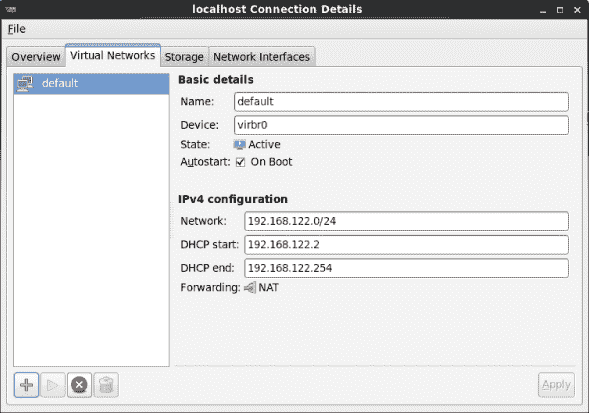 localhost Connection Details
File
Overview Virtual Networks Storage Network Interfaces
default
Basic details
Name: default
Device: virbr0
State: Active
Autostart: On Boot
IPv4 configuration
Network: 192.168.122.0/24
DHCP start: 192.168.122.2
DHCP end: 192.168.122.254
Forwarding: NAT
Apply